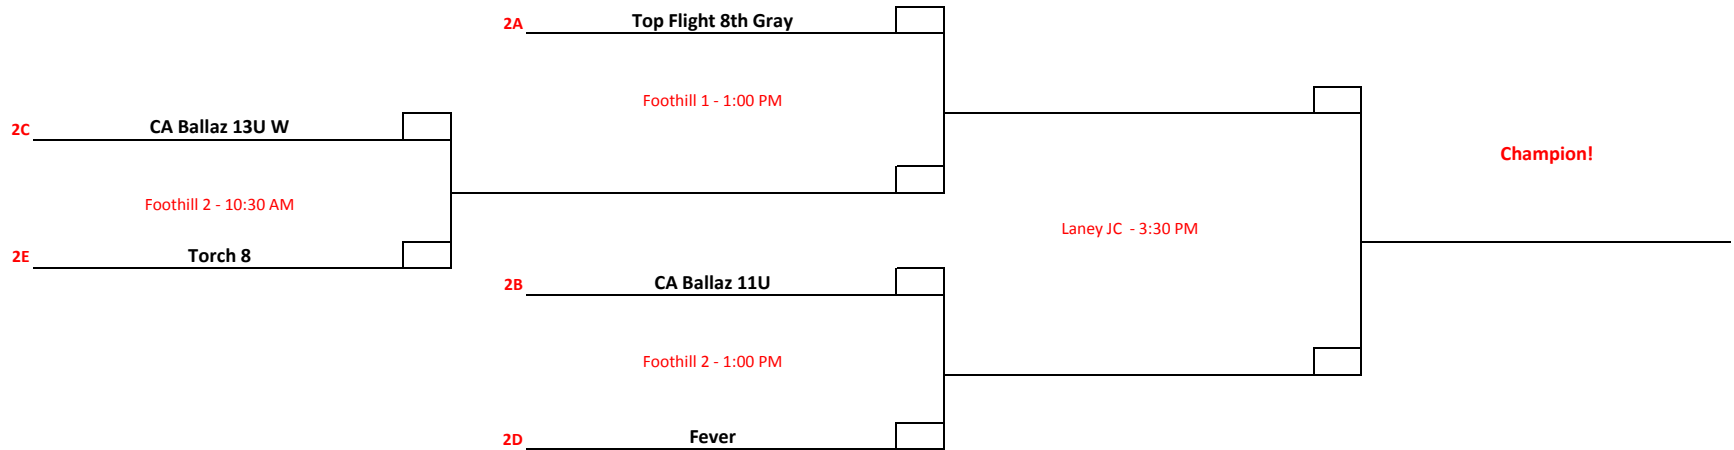 2A Top Flight 8th Gray
Foothill 1 - 1:00 PM
2C CA Ballaz 13U W
Champion!
Foothill 2 - 10:30 AM
Laney JC - 3:30 PM
2E Torch 8
2B CA Ballaz 11U
Foothill 2 - 1:00 PM
2D Fever